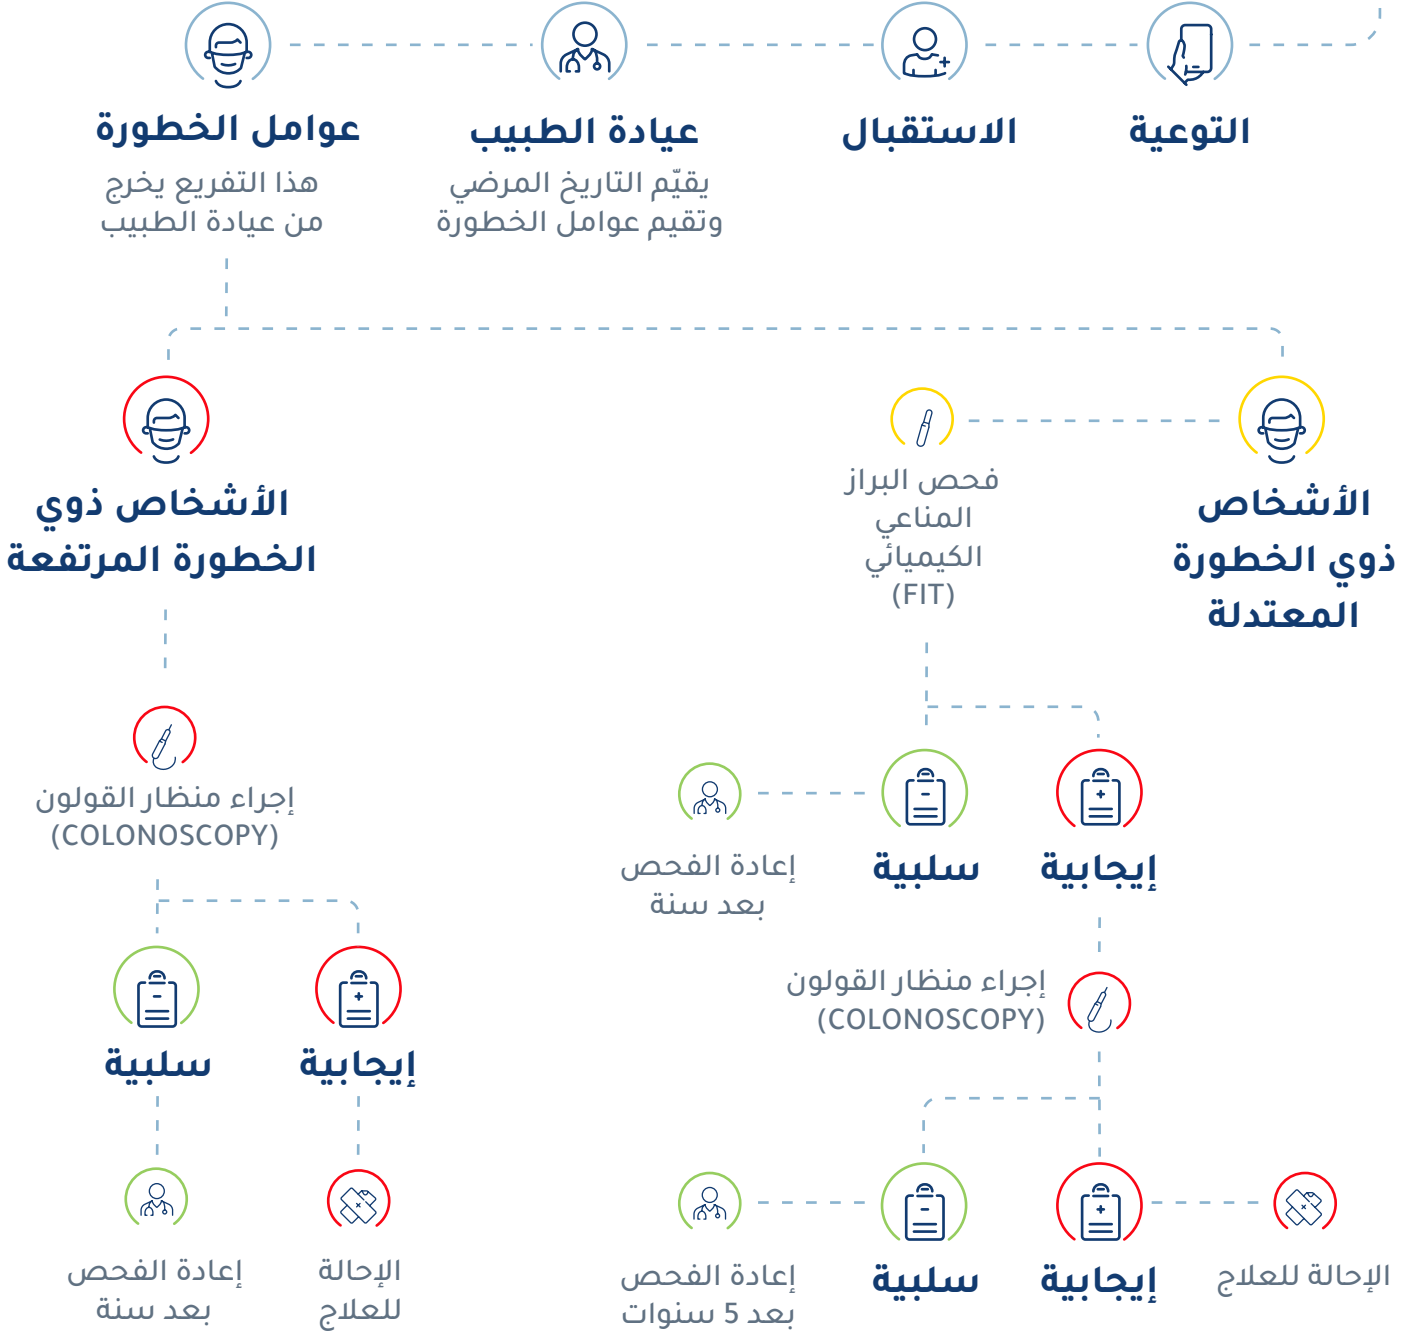 التوعية
الاستقبال
عيادة الطبيب
يقيّم التاريخ المرضي
وتقيم عوامل الخطورة
عوامل الخطورة
هذا التفريع يخرج
من عيادة الطبيب
الأشخاص
ذوي الخطورة
المعتدلة
فحص البراز
المناعي
الكيميائي
(FIT)
إيجابية
سلبية
إعادة الفحص
بعد سنة
إجراء منظار القولون
(COLONOSCOPY)
الإحالة للعلاج
إيجابية
سلبية
إعادة الفحص
بعد 5 سنوات
الأشخاص ذوي
الخطورة المرتفعة
إجراء منظار القولون
(COLONOSCOPY)
إيجابية
سلبية
الإحالة
للعلاج
إعادة الفحص
بعد سنة